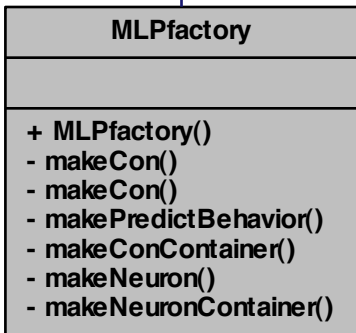 MLPfactory
+ MLPfactory()
- makeCon()
- makeCon()
- makePredictBehavior()
- makeConContainer()
- makeNeuron()
- makeNeuronContainer()